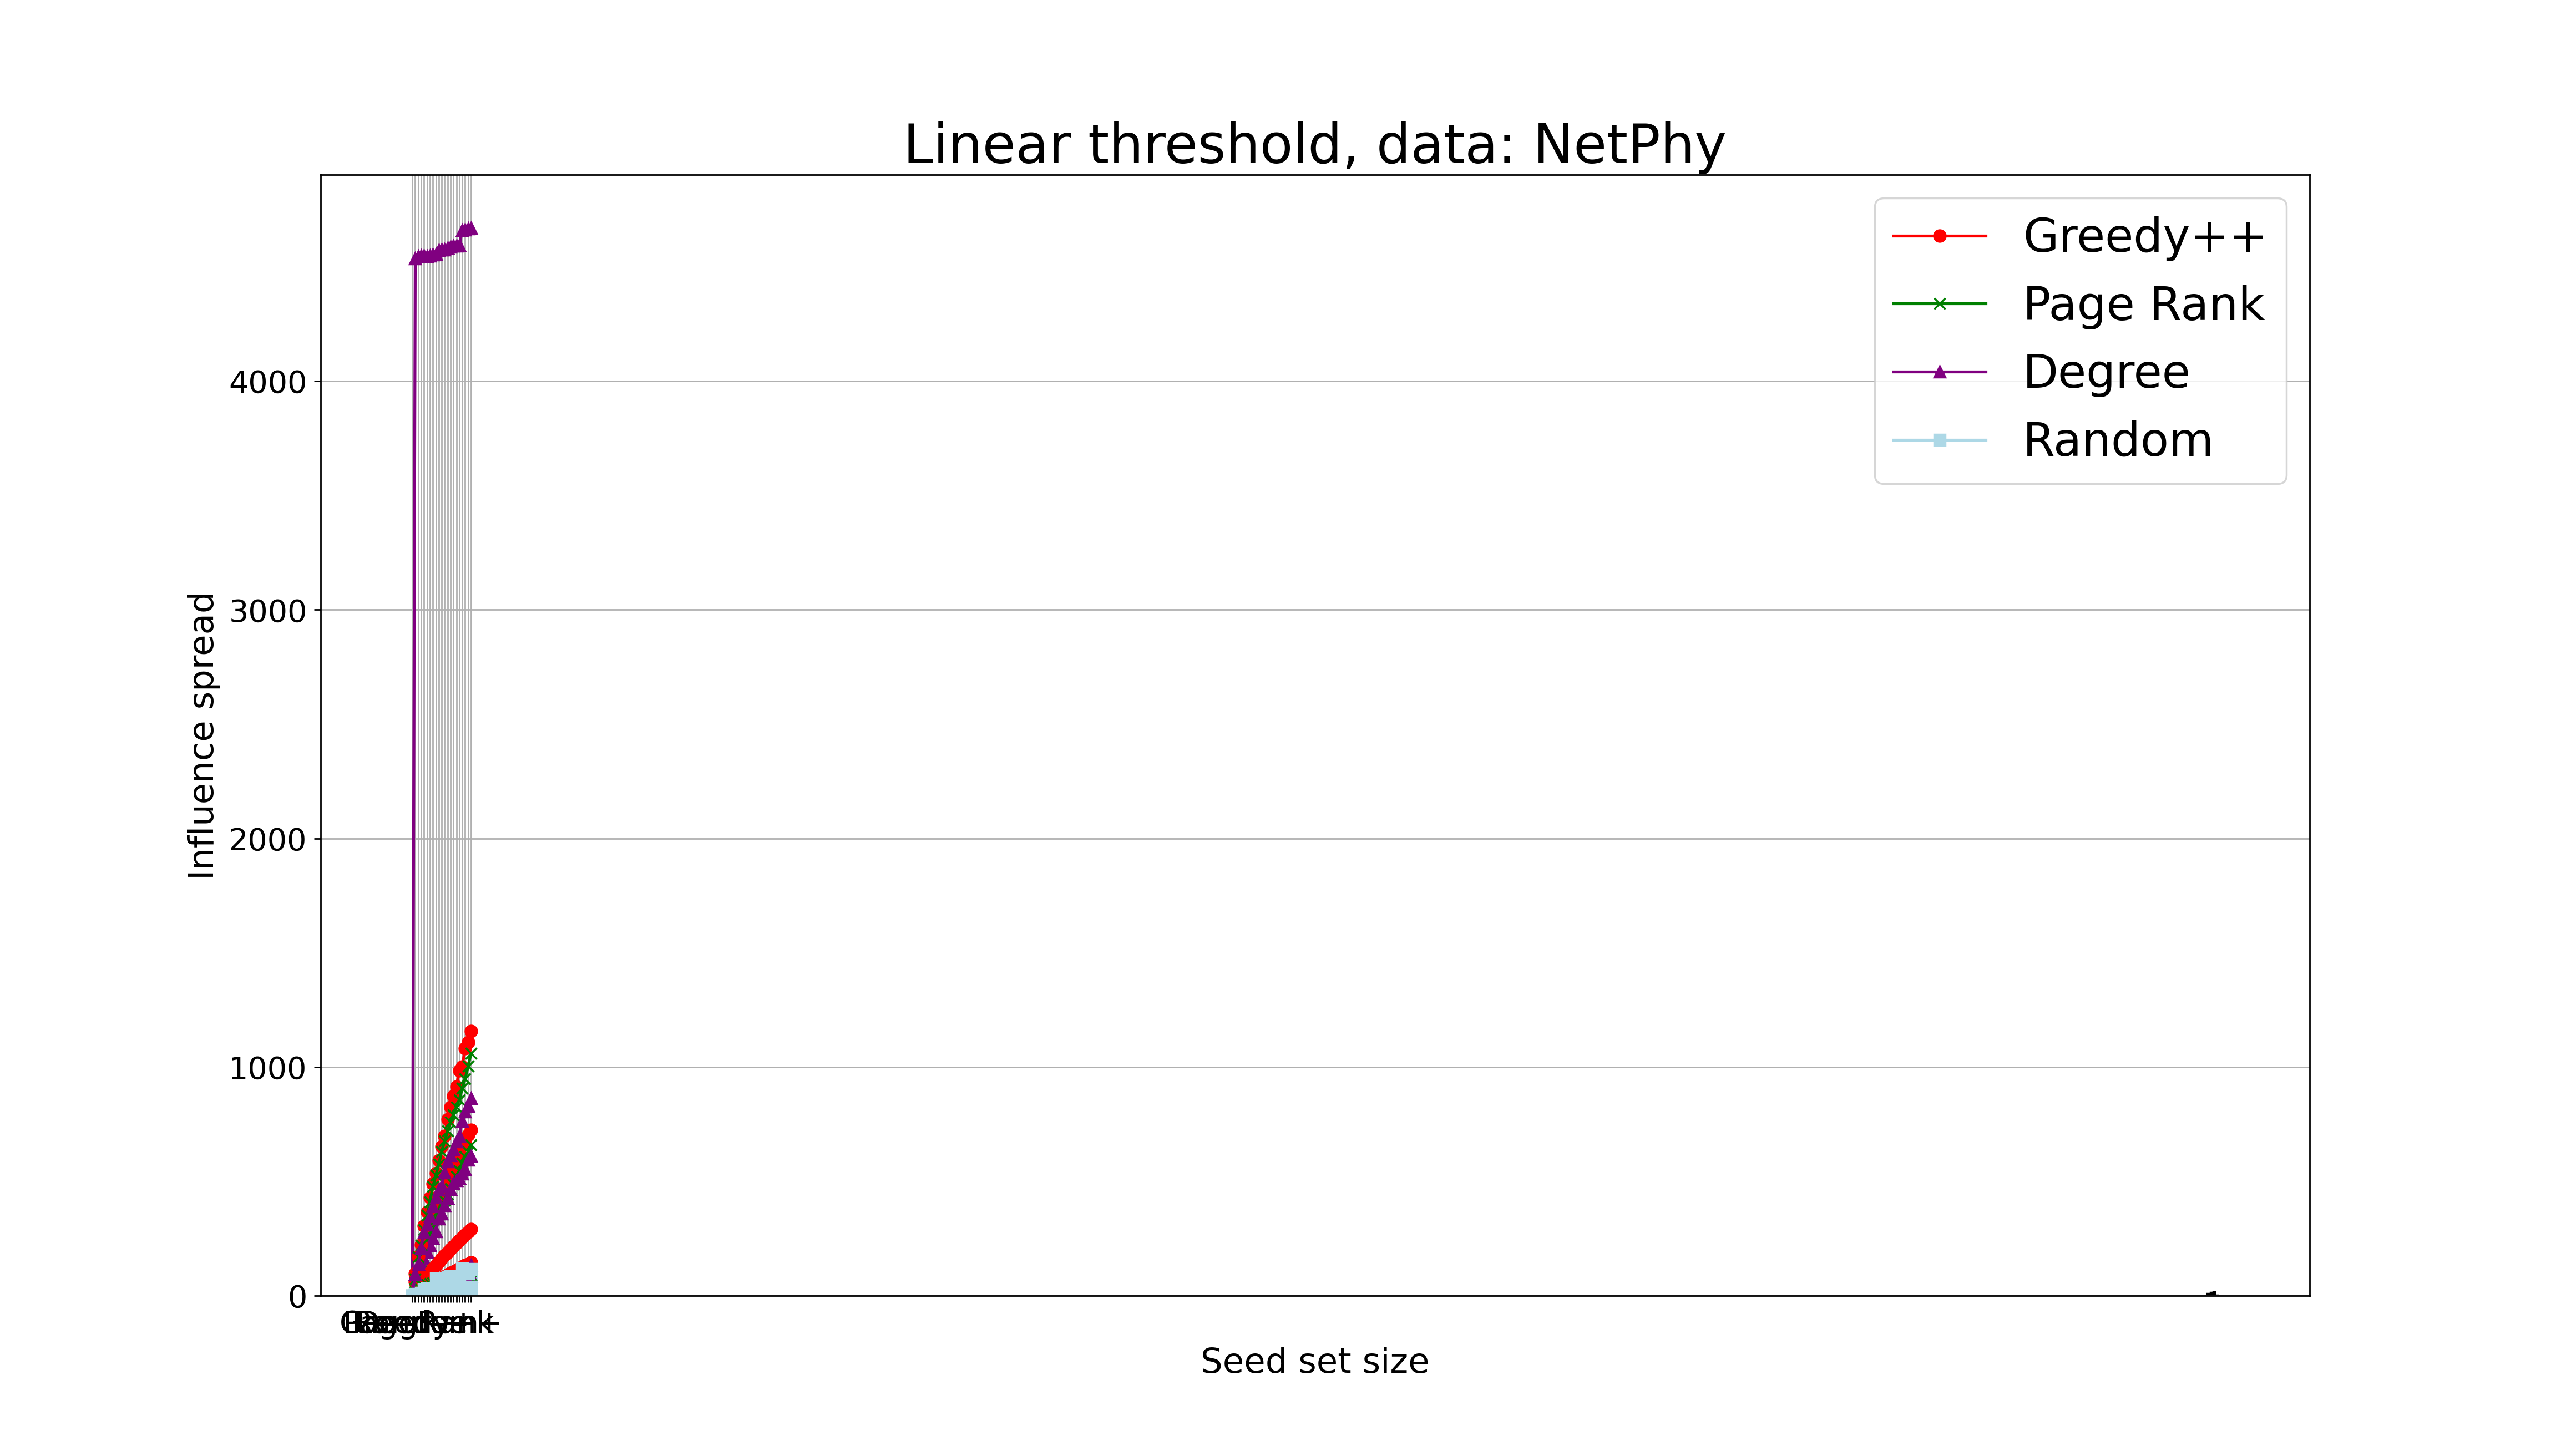 Linear threshold, data: NetPhy
Greedy++
Page Rank
Degree
Random
4000
3000
2000
1000
0
Influence spread
Seed set size